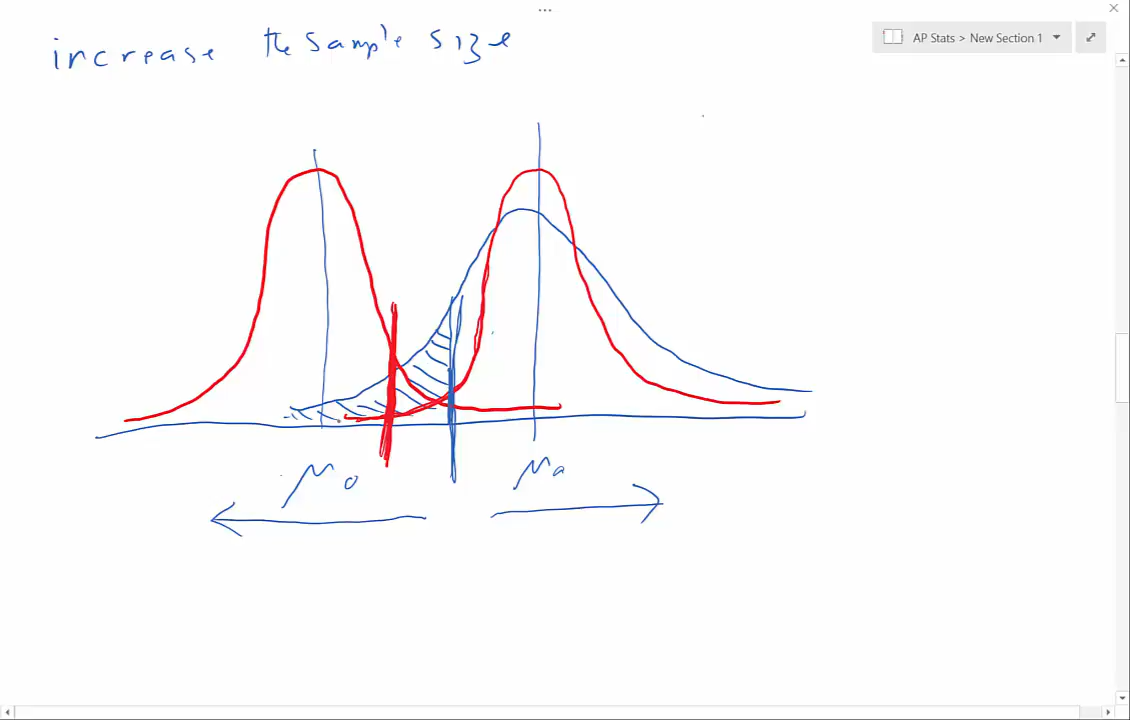 increase the sample size
AP Stats > New Section 1
μ0 μa